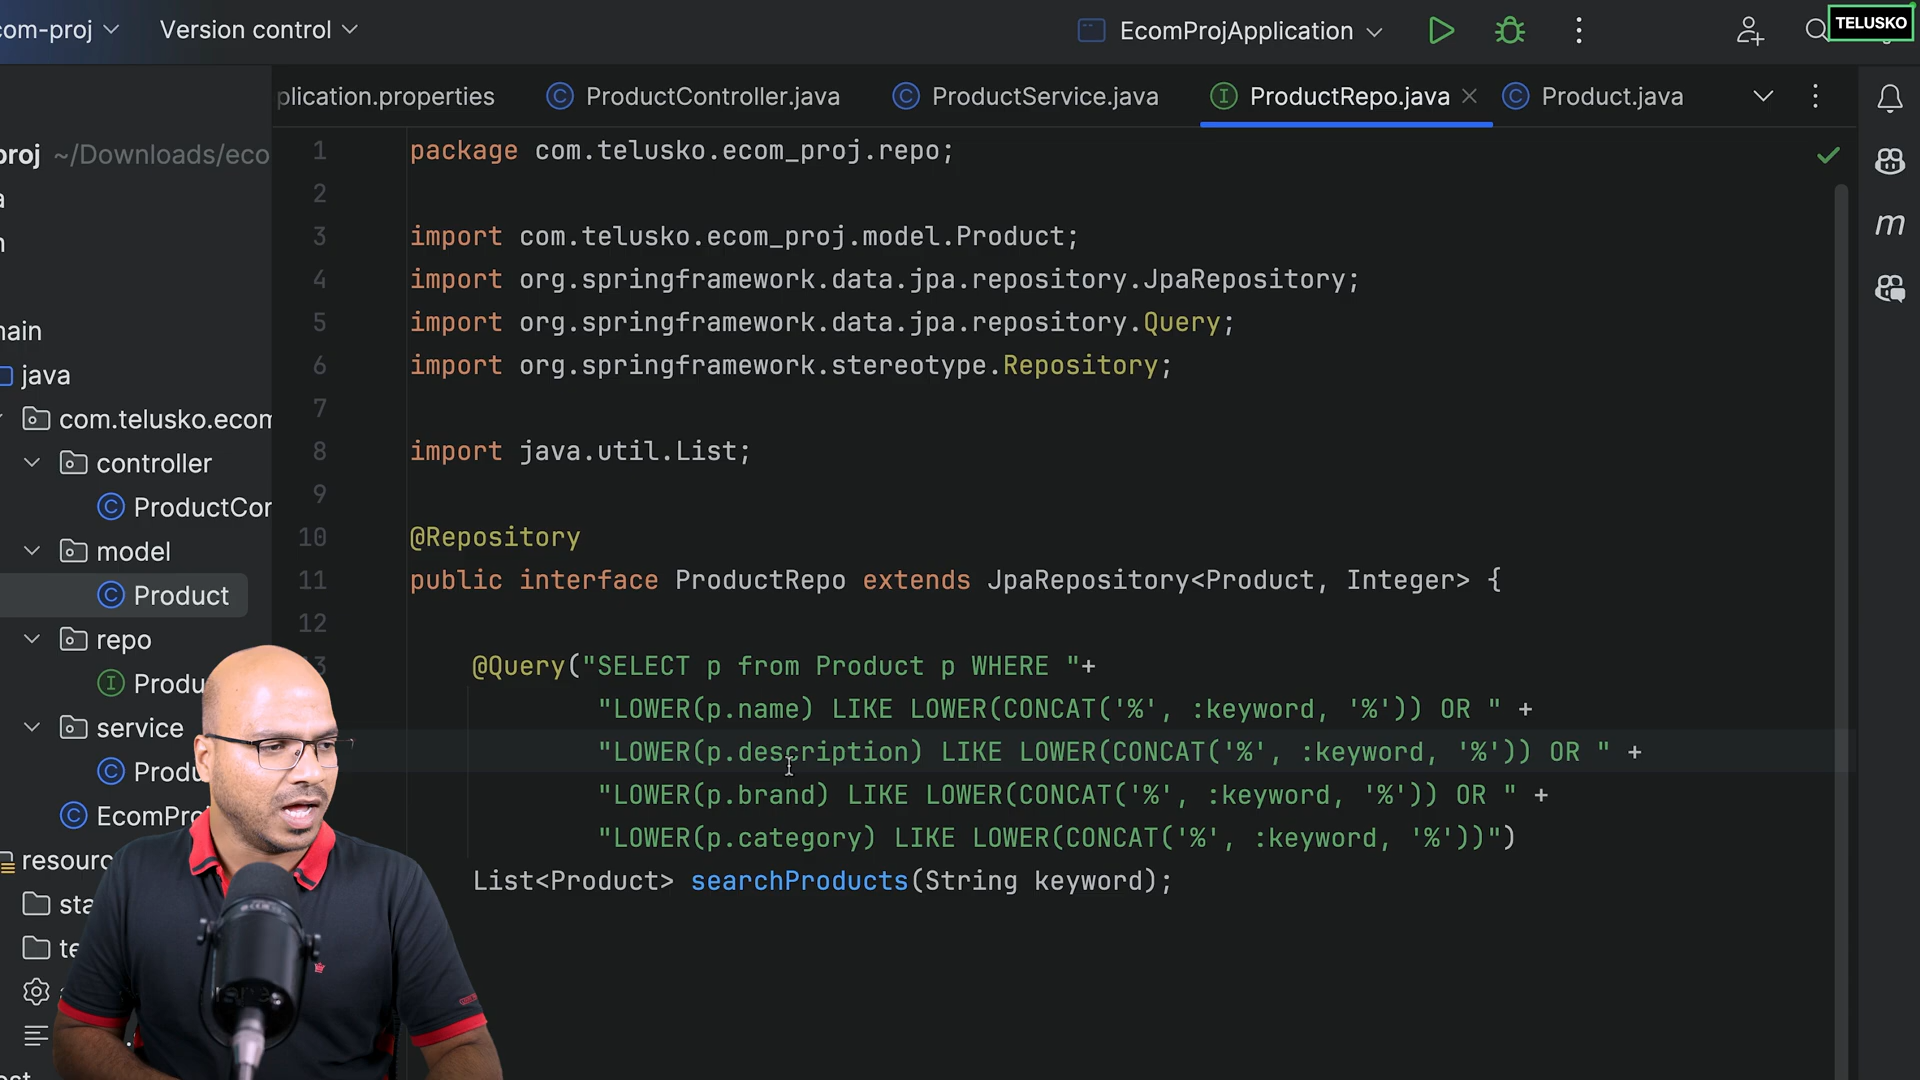 com-proj
Version control
EcomProjApplication
TELUSKO
plication.properties
ProductController.java
ProductService.java
ProductRepo.java
Product.java
proj ~/Downloads/eco
main
java
com.telusko.ecom
controller
ProductCon
model
Product
repo
Produ
service
Produ
EcomPro
resourc
sta
te
1 package com.telusko.ecom_proj.repo;
2
3 import com.telusko.ecom_proj.model.Product;
4 import org.springframework.data.jpa.repository.JpaRepository;
5 import org.springframework.data.jpa.repository.Query;
6 import org.springframework.stereotype.Repository;
7
8 import java.util.List;
9
10 @Repository
11 public interface ProductRepo extends JpaRepository<Product, Integer> {
12
13 @Query("SELECT p from Product p WHERE "+
"LOWER(p.name) LIKE LOWER(CONCAT('%', :keyword, '%')) OR " +
"LOWER(p.description) LIKE LOWER(CONCAT('%', :keyword, '%')) OR " +
"LOWER(p.brand) LIKE LOWER(CONCAT('%', :keyword, '%')) OR " +
"LOWER(p.category) LIKE LOWER(CONCAT('%', :keyword, '%'))")
List<Product> searchProducts(String keyword);
m